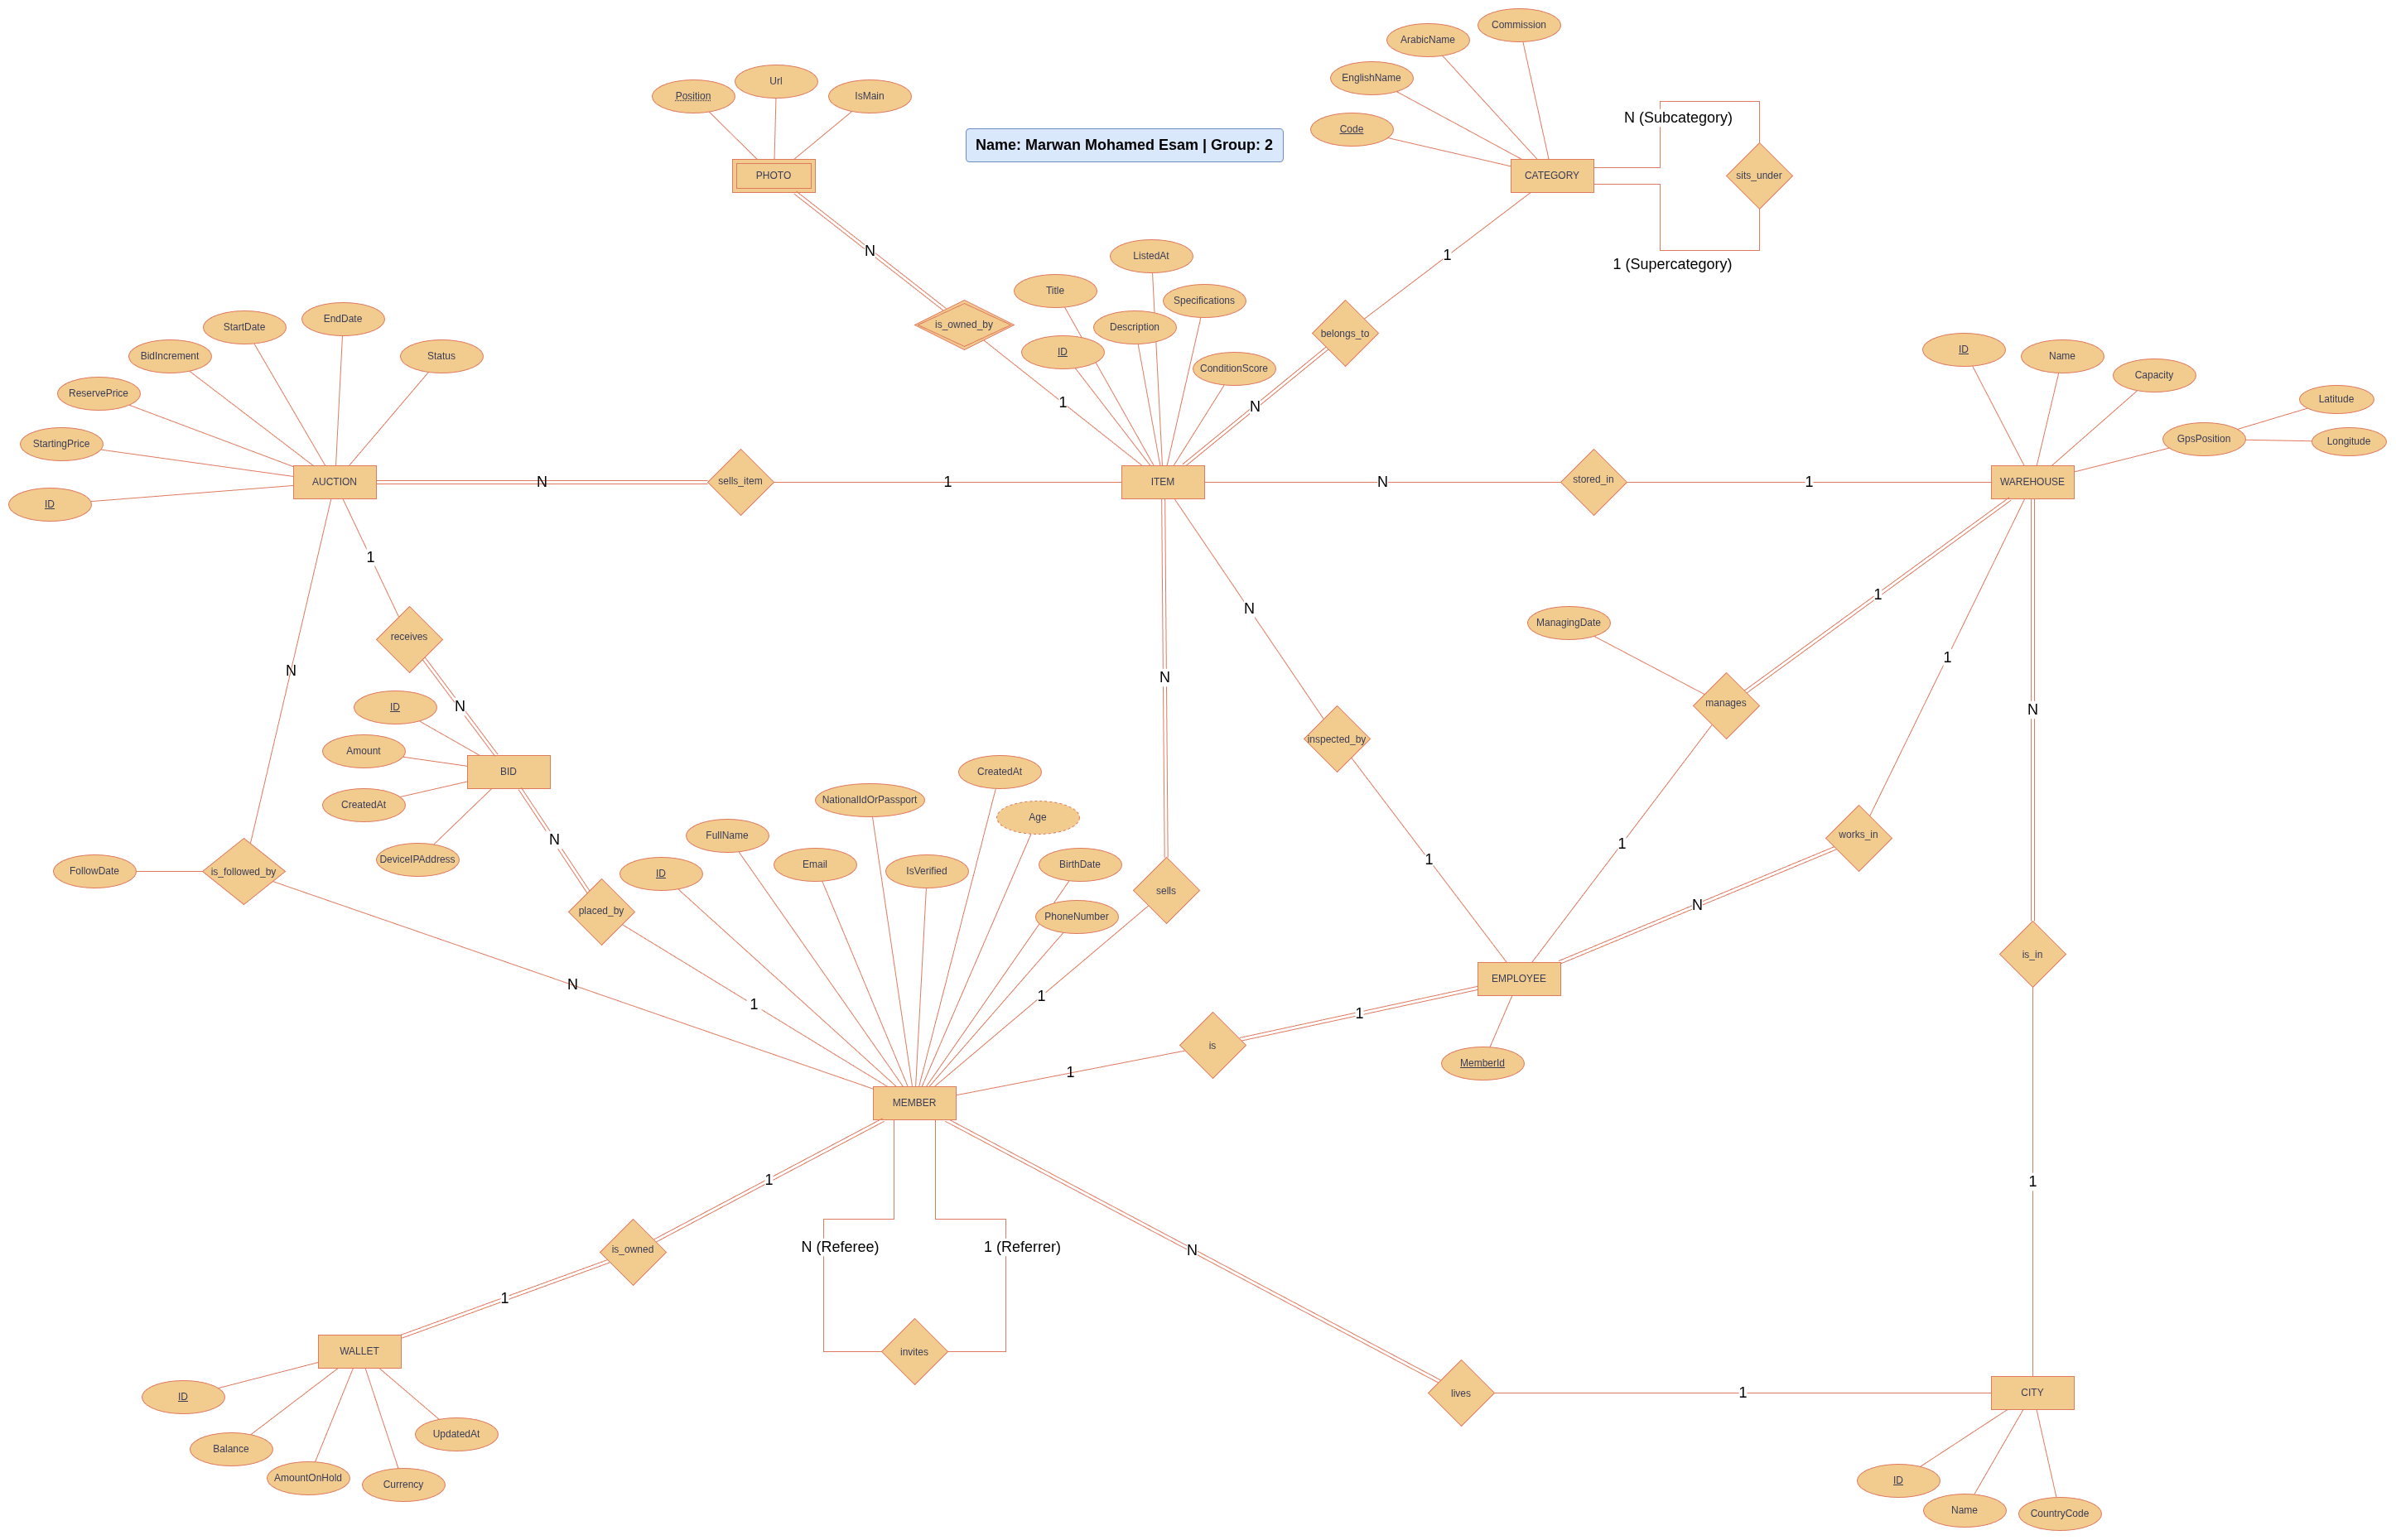 Commission
ArabicName
EnglishName
Code
Url
Position
IsMain
Name: Marwan Mohamed Esam | Group: 2
N (Subcategory)
PHOTO
CATEGORY
sits_under
1 (Supercategory)
N
1
ListedAt
Title
Specifications
is_owned_by
Description
ID
belongs_to
ConditionScore
1
N
EndDate
StartDate
BidIncrement
Status
ReservePrice
StartingPrice
ID
ID
Name
Capacity
Latitude
GpsPosition
Longitude
AUCTION
N
sells_item
1
ITEM
N
stored_in
1
WAREHOUSE
1
receives
N
N
ID
Amount
BID
CreatedAt
DeviceIPAddress
N
FollowDate
is_followed_by
placed_by
N
1
N
N
1
ManagingDate
1
manages
inspected_by
N
CreatedAt
NationalIdOrPassport
Age
FullName
Email
IsVerified
BirthDate
ID
PhoneNumber
sells
1
1
1
works_in
N
is_in
EMPLOYEE
1
is
1
MemberId
MEMBER
1
is_owned
1
N (Referee)
1 (Referrer)
invites
N
1
lives
1
CITY
WALLET
ID
Balance
AmountOnHold
Currency
UpdatedAt
ID
Name
CountryCode